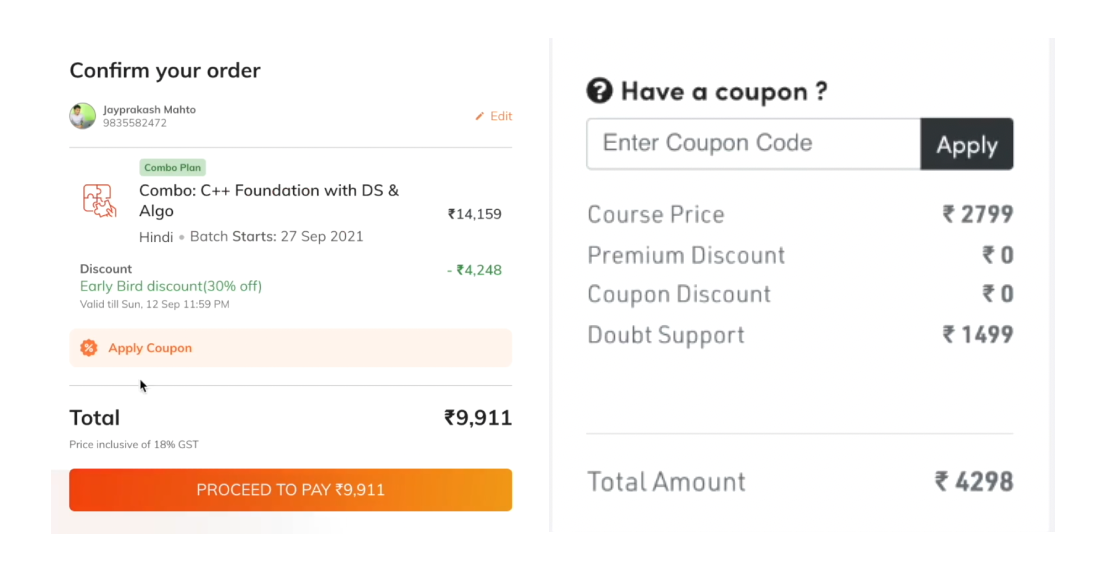 Confirm your order
Jayprakash Mahto
9835582472
Edit
Combo Plan
Combo: C++ Foundation with DS &
Algo
₹14,159
Hindi • Batch Starts: 27 Sep 2021
Discount
- ₹4,248
Early Bird discount(30% off)
Valid till Sun, 12 Sep 11:59 PM
Apply Coupon
Total ₹9,911
Price inclusive of 18% GST
PROCEED TO PAY ₹9,911
Have a coupon ?
Enter Coupon Code Apply
Course Price ₹ 2799
Premium Discount ₹ 0
Coupon Discount ₹ 0
Doubt Support ₹ 1499
Total Amount ₹ 4298